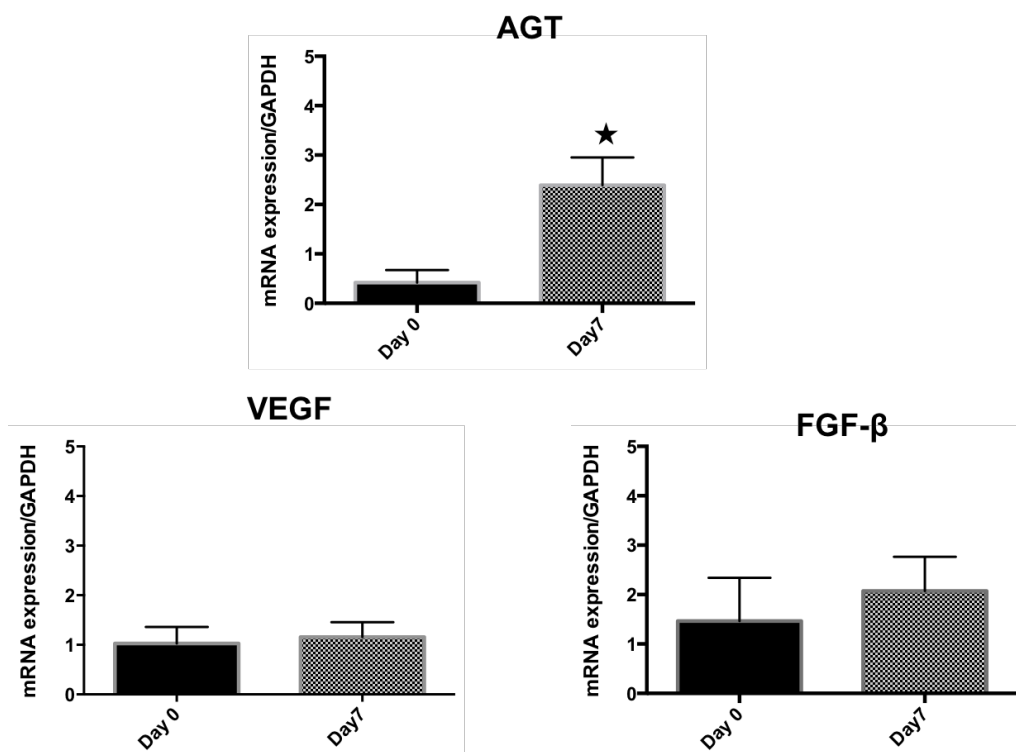 AGT
mRNA expression/GAPDH
5
4
3
2
1
0
★
Day 0
Day7
VEGF
mRNA expression/GAPDH
5
4
3
2
1
0
Day 0
Day7
FGF-β
mRNA expression/GAPDH
5
4
3
2
1
0
Day 0
Day7